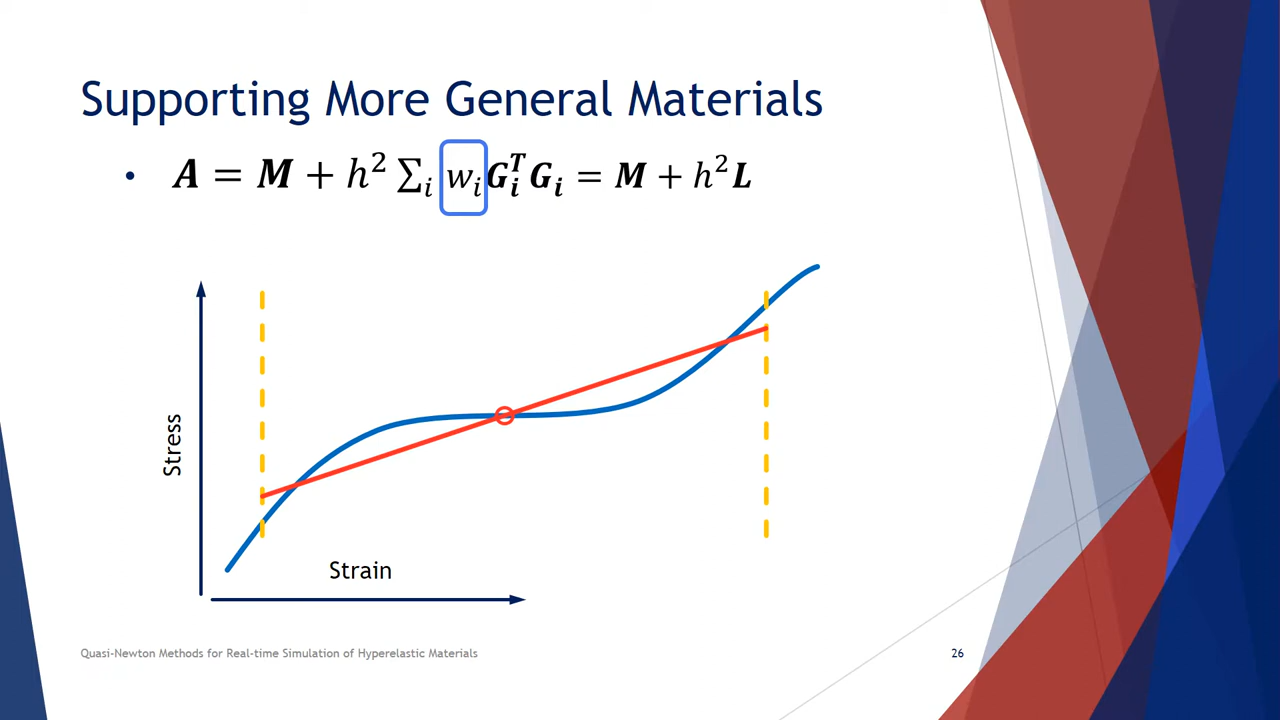 Supporting More General Materials
• A = M + h² ∑ᵢ wᵢ Gᵢᵀ Gᵢ = M + h² L
Stress
Strain
Quasi-Newton Methods for Real-time Simulation of Hyperelastic Materials
26